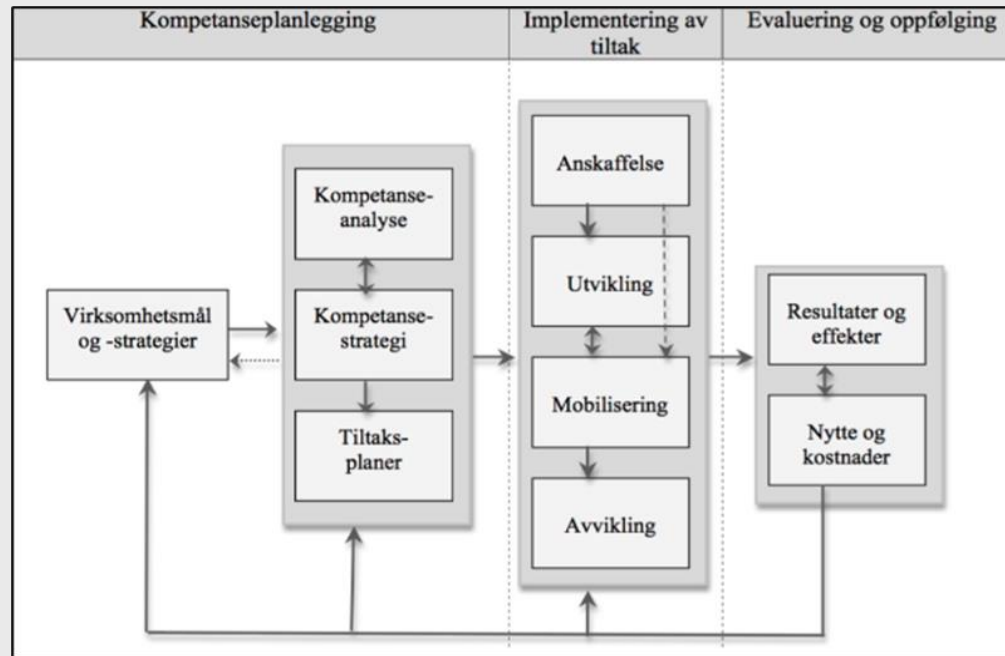 Kompetanseplanlegging
Implementering av
tiltak
Evaluering og oppfølging
Virksomhetsmål
og -strategier
Kompetanse-
analyse
Kompetanse-
strategi
Tiltaks-
planer
Anskaffelse
Utvikling
Mobilisering
Avvikling
Resultater og
effekter
Nytte og
kostnader